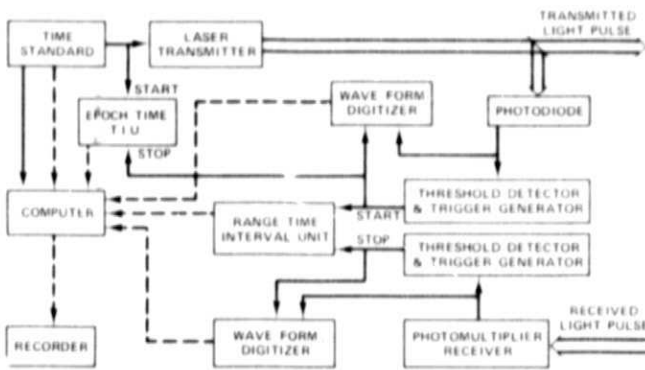 TRANSMITTED
LIGHT PULSE
TIME
STANDARD
LASER
TRANSMITTER
START
WAVE FORM
DIGITIZER
PHOTODIODE
EPOCH TIME
T I U
STOP
COMPUTER
RANGE TIME
INTERVAL UNIT
START
THRESHOLD DETECTOR
& TRIGGER GENERATOR
STOP
THRESHOLD DETECTOR
& TRIGGER GENERATOR
RECEIVED
LIGHT PULSE
RECORDER
WAVE FORM
DIGITIZER
PHOTOMULTIPLIER
RECEIVER